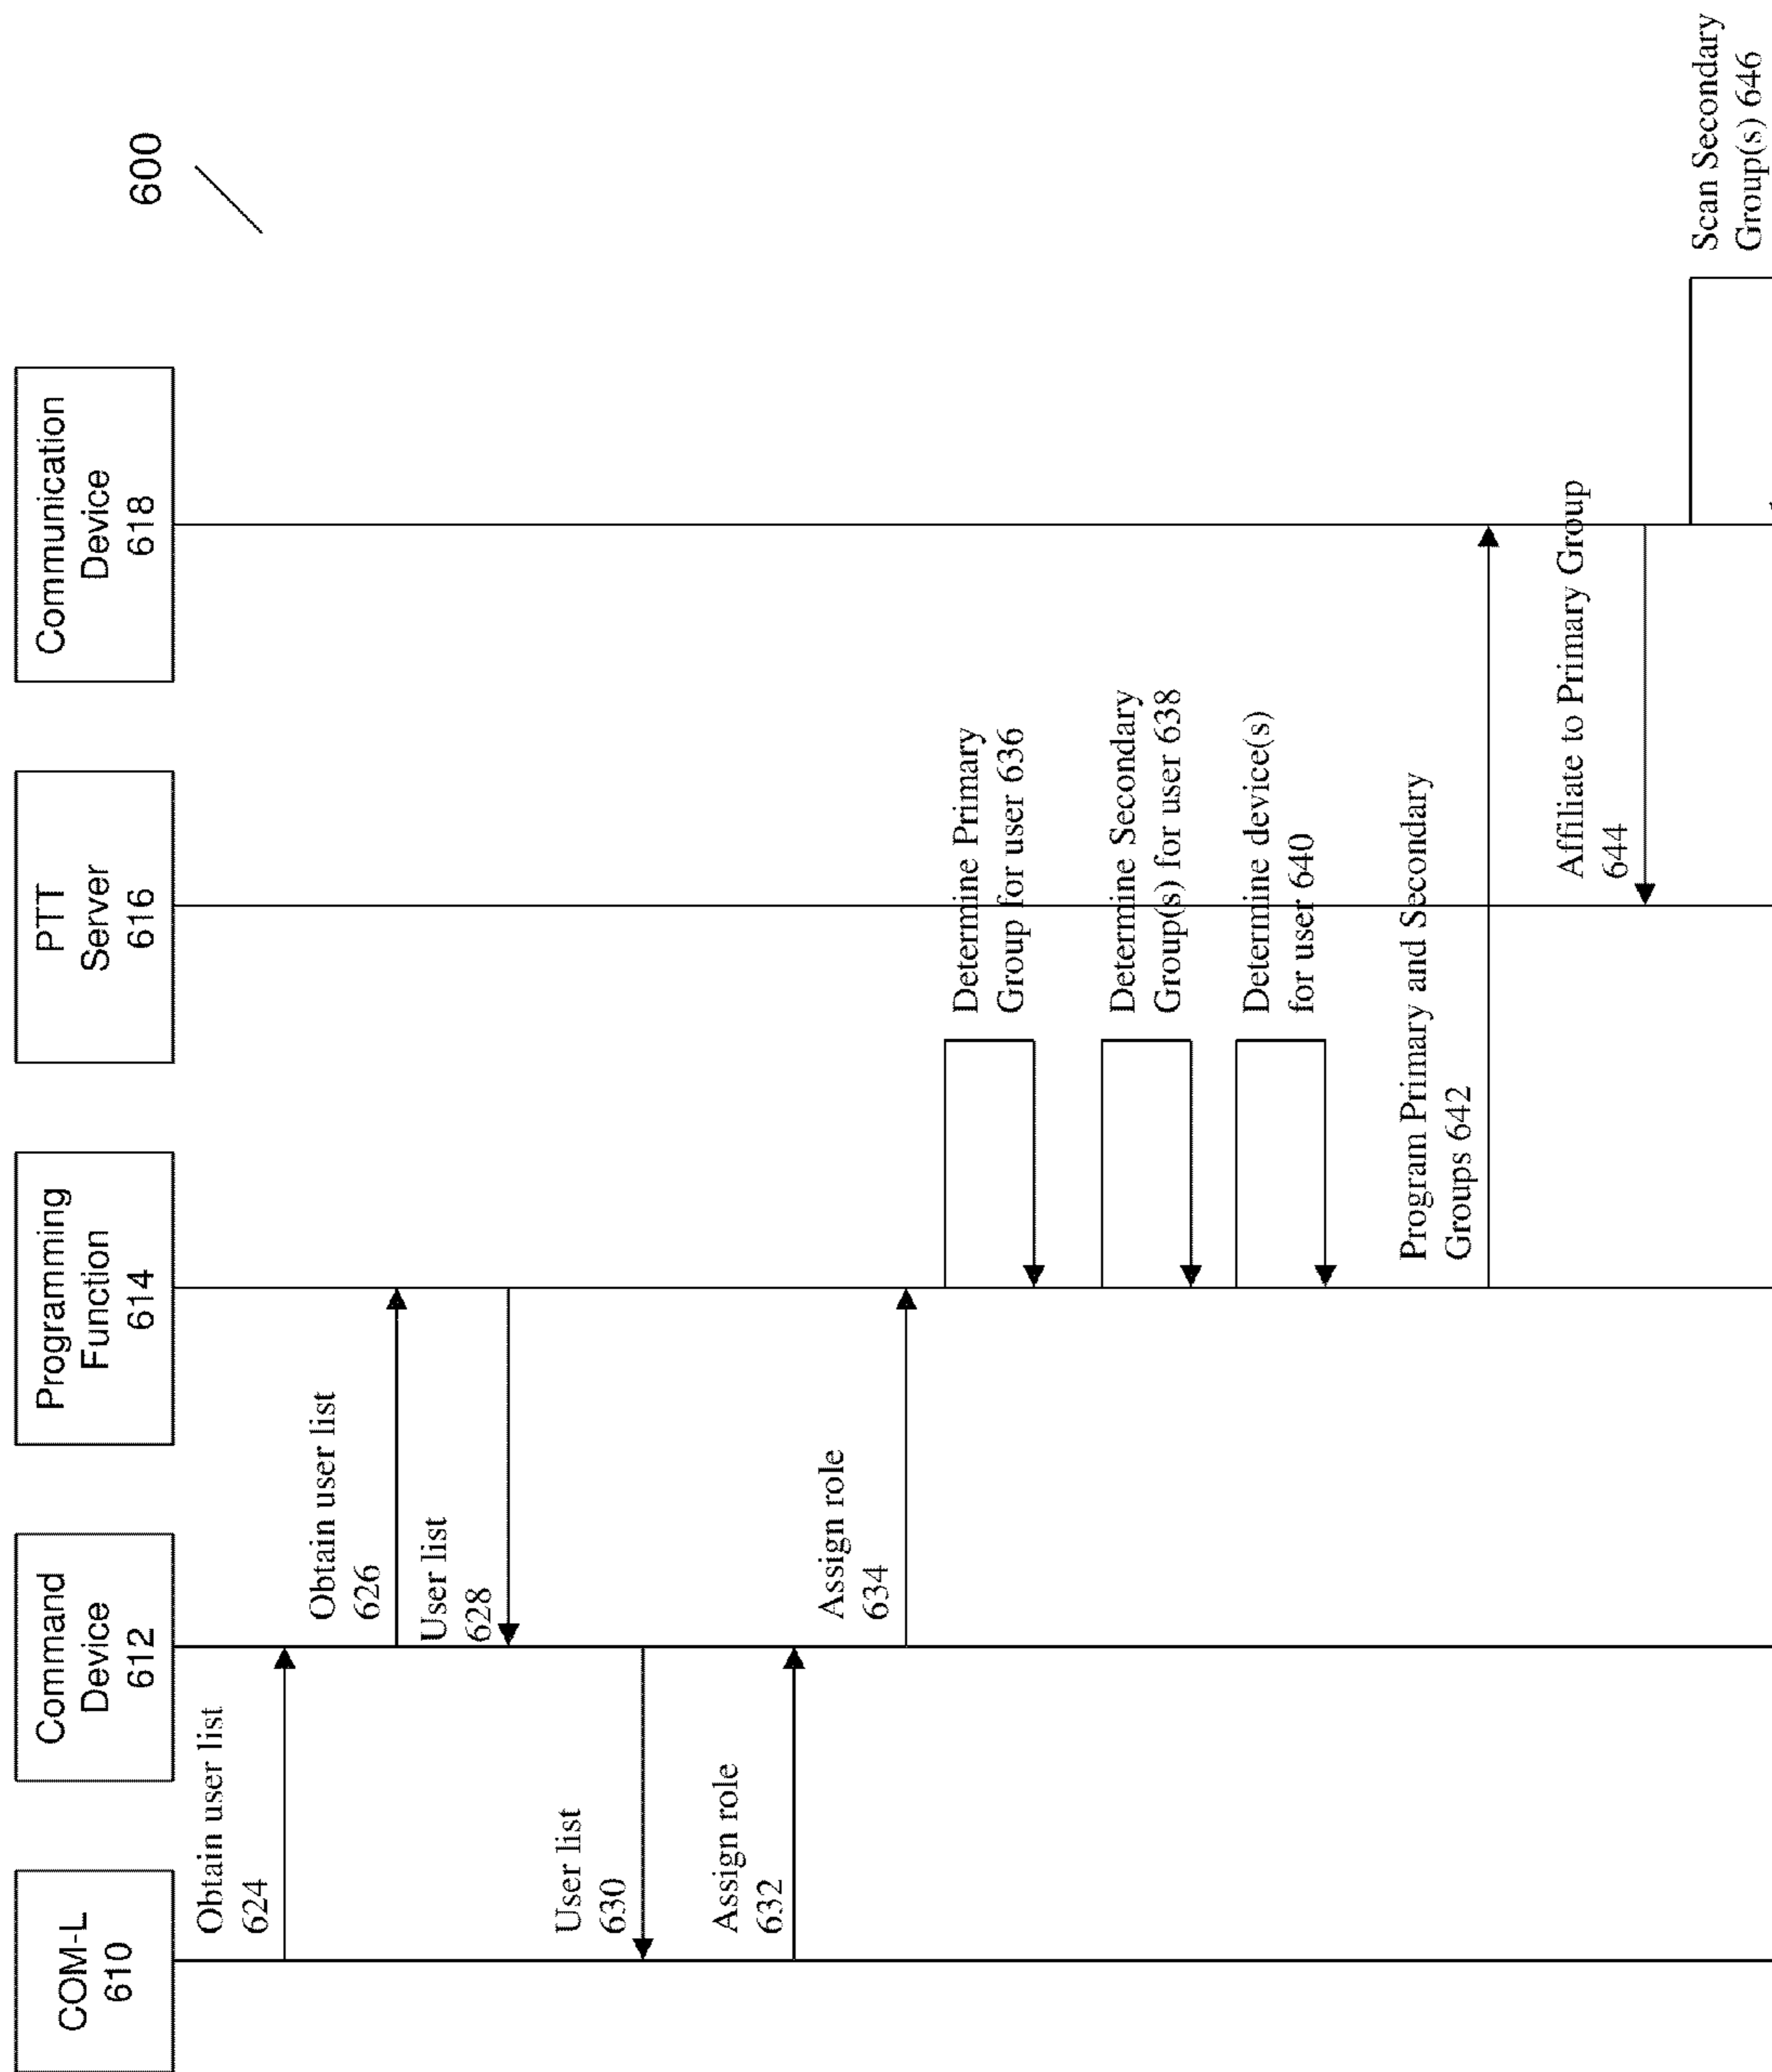 600
COM-L
610
Command
Device
612
Programming
Function
614
PTT
Server
616
Communication
Device
618
Obtain user list
624
Obtain user list
626
User list
628
User list
630
Assign role
632
Assign role
634
Determine Primary
Group for user 636
Determine Secondary
Group(s) for user 638
Determine device(s)
for user 640
Program Primary and Secondary
Groups 642
Affiliate to Primary Group
644
Scan Secondary
Group(s) 646